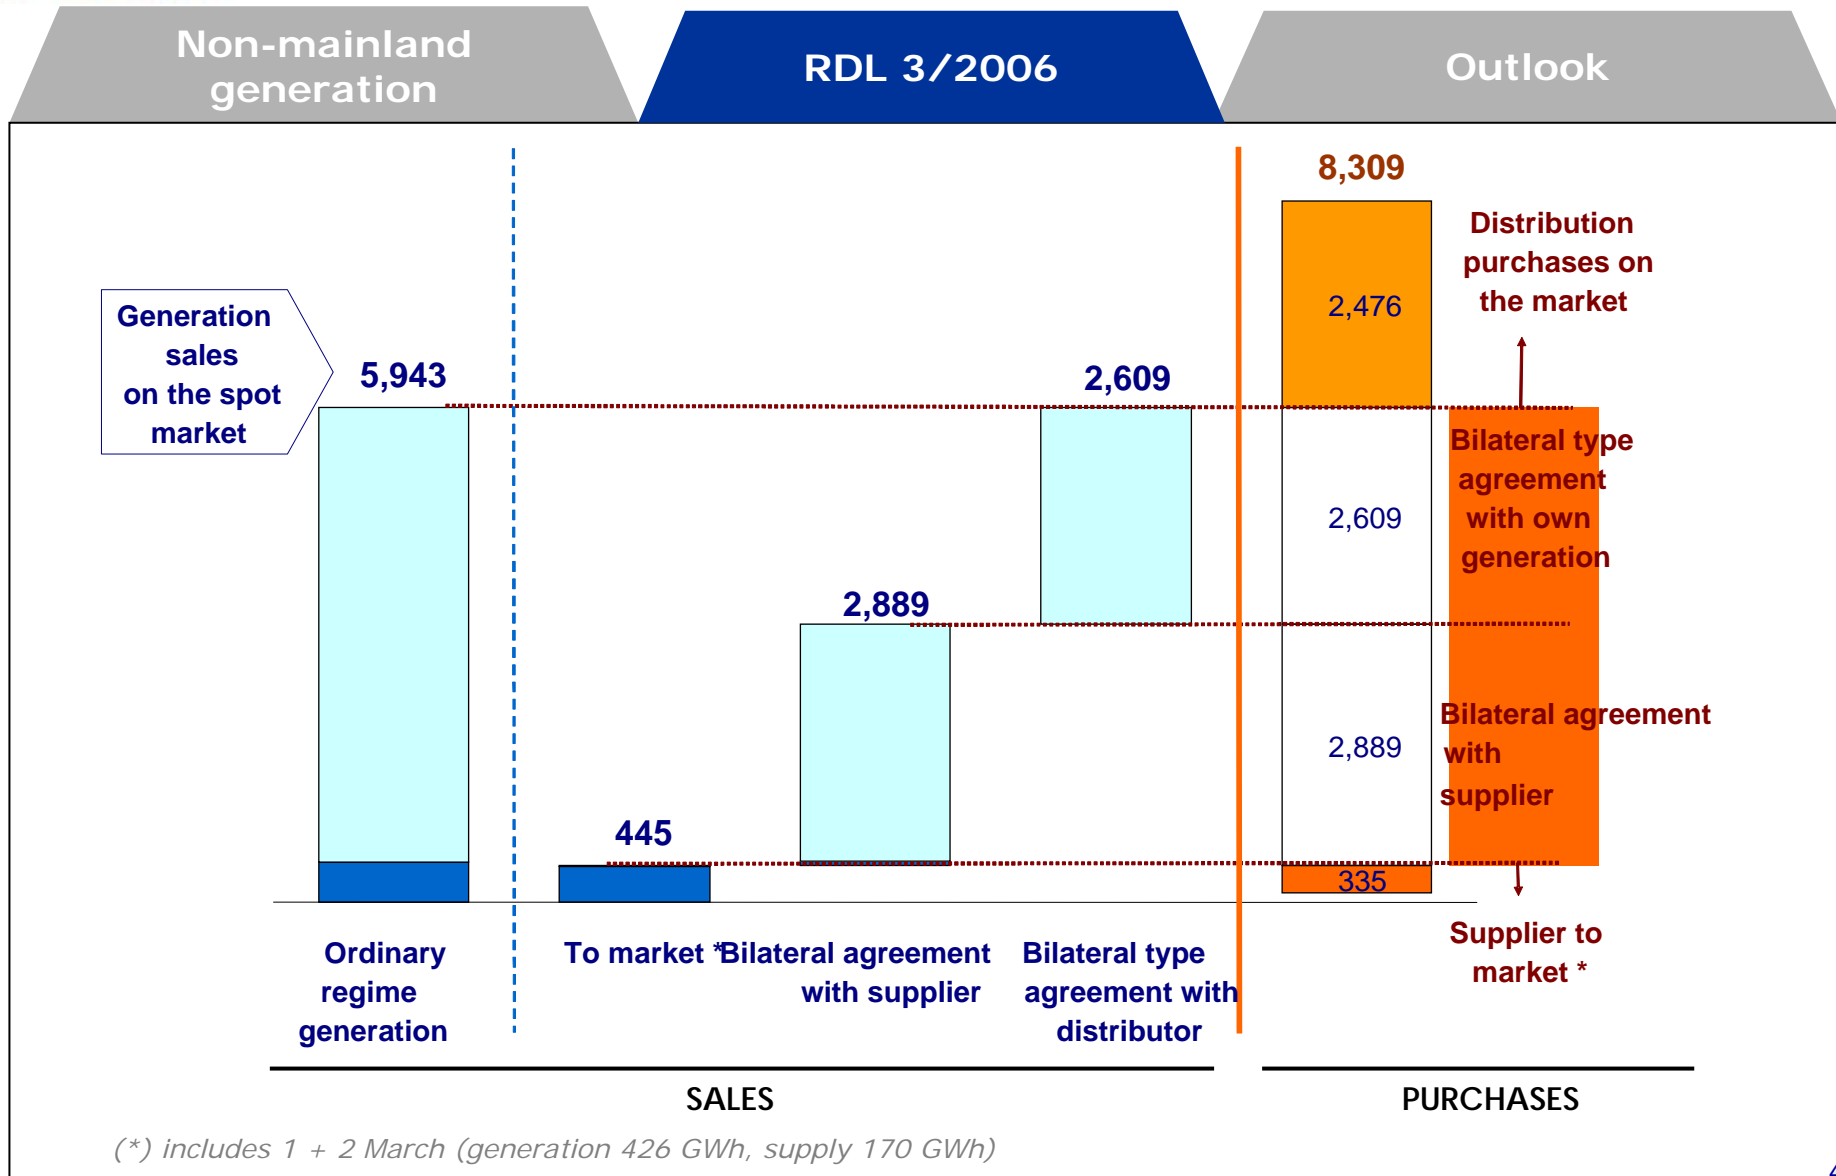 Non-mainland
generation
RDL 3/2006
Outlook
8,309
Distribution
purchases on
the market
2,476
Generation
sales
on the spot
market
5,943
2,609
Bilateral type
agreement
with own
generation
2,609
2,889
Bilateral agreement
with
supplier
2,889
445
335
Supplier to
market *
Ordinary
regime
generation
To market *
Bilateral agreement
with supplier
Bilateral type
agreement with
distributor
SALES
PURCHASES
(*) includes 1 + 2 March (generation 426 GWh, supply 170 GWh)